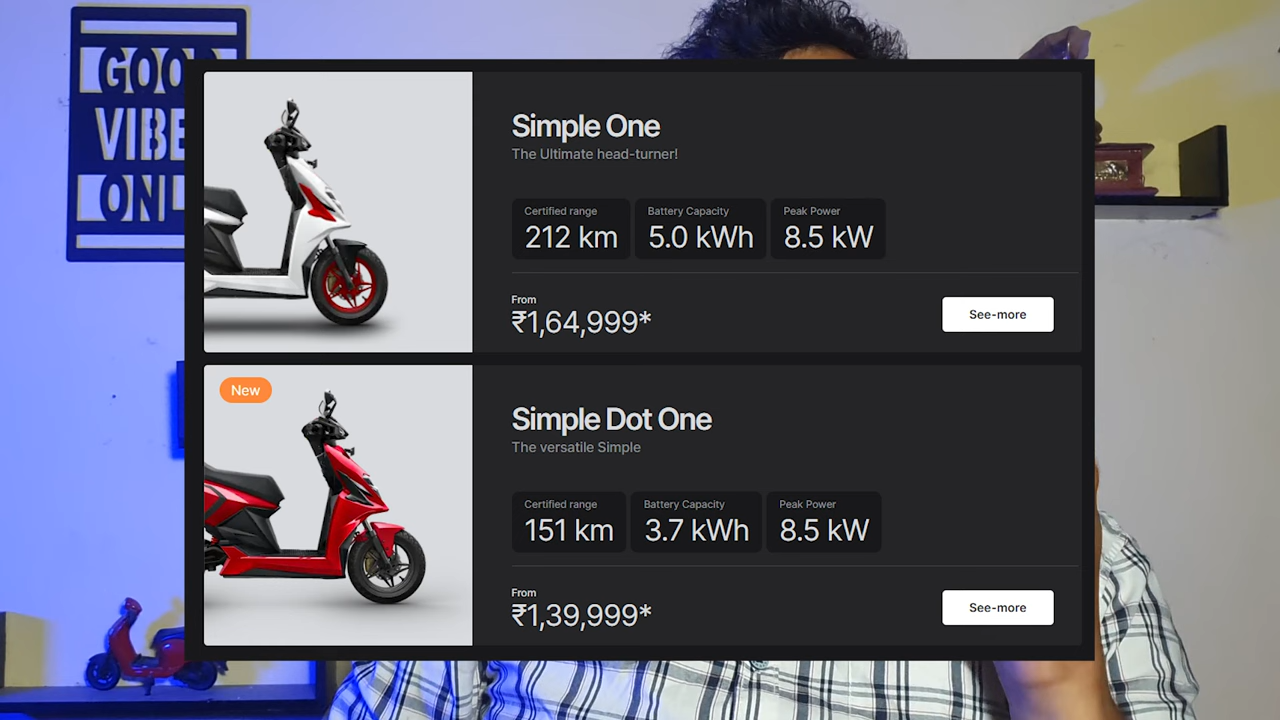 GOO
VIBE
ONL
Simple One
The Ultimate head-turner!
Certified range
Battery Capacity
Peak Power
212 km
5.0 kWh
8.5 kW
From
₹1,64,999*
See-more
New
Simple Dot One
The versatile Simple
Certified range
Battery Capacity
Peak Power
151 km
3.7 kWh
8.5 kW
From
₹1,39,999*
See-more